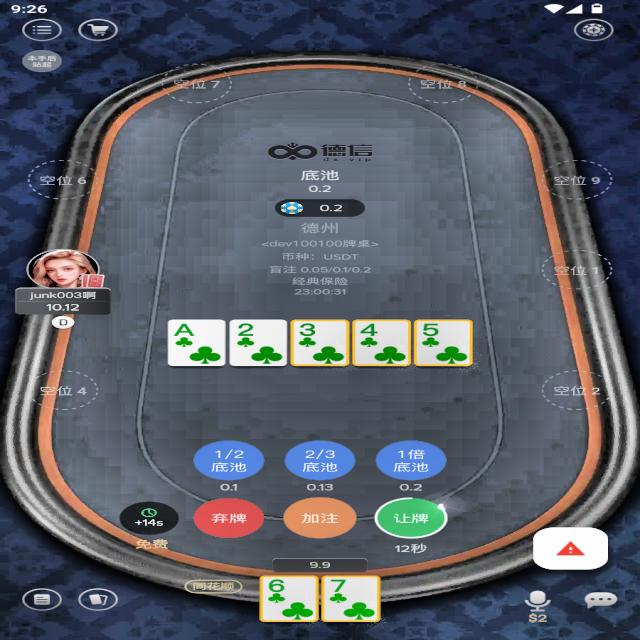 9:26
本手后
站起
空位 7
空位 8
德信
dx.vip
底池
0.2
0.2
空位 6
空位 9
德州
<dev100100牌桌>
币种：USDT
盲注 0.05/0.1/0.2
经典保险
23:00:31
空位 1
junk003啊
10.12
D
A
2
3
4
5
空位 4
空位 2
1/2
底池
2/3
底池
1倍
底池
0.1
0.13
0.2
+14s
弃牌
加注
让牌
免费
12秒
9.9
同花顺
6
7
$2